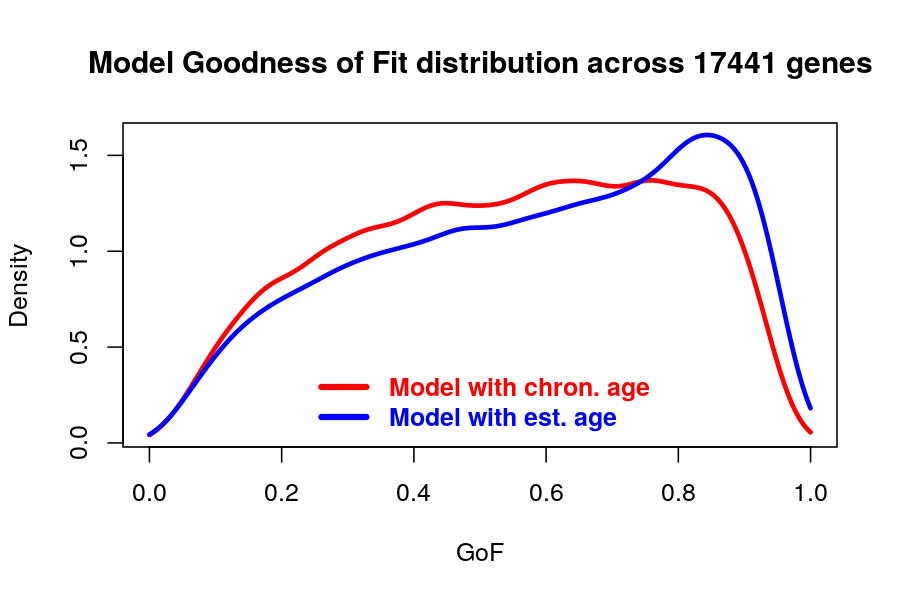 Model Goodness of Fit distribution across 17441 genes
Density
1.5
1.0
0.5
0.0
Model with chron. age
Model with est. age
0.0 0.2 0.4 0.6 0.8 1.0
GoF